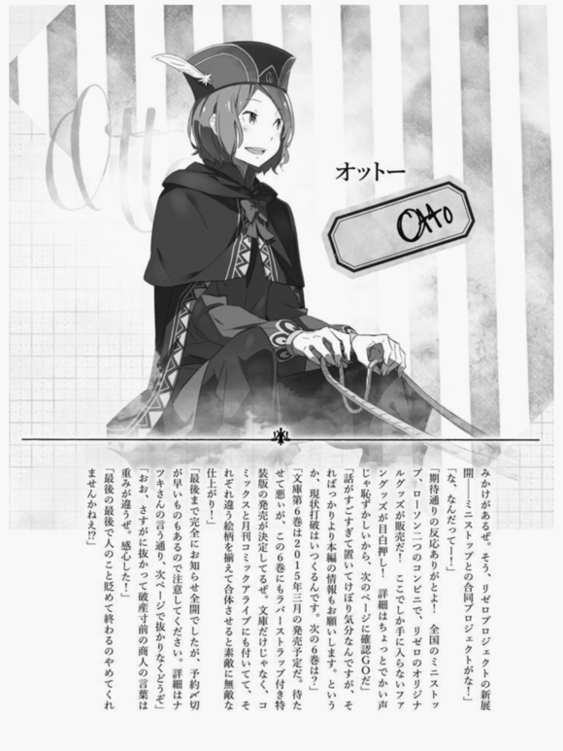 Otto
オットー
Otto
みかけがあるぜ。そう、リゼロプロジェクトの新展
開――ミニストップとの合同プロジェクトがな!」
「な、なんだってー!」
「期待通りの反応ありがとよ! 全国のミニストッ
プ、ローソン二つのコンビニで、リゼロのオリジナ
ルグッズが販売だ! ここでしか手に入らないファ
ングッズが目白押し! 詳細はちょっとでかい声
じゃ恥ずかしいから、次のページに確認GOだ」
「話がすごすぎて置いてけぼり気分なんですが、そ
ればっかりより本編の情報もお願いします。という
か、現状打破はいつくるんです。次の6巻は?」
「文庫第6巻は2015年三月の発売予定だ。待た
せて悪ぃが、この6巻にもラバーストラップ付き特
装版の発売が決定してるぜ。文庫だけじゃなく、コ
ミックスと月刊コミックアライブにも付いてて、そ
れぞれ違う絵柄を揃えて合体させると素敵に無敵な
仕上がり!」
「最後まで完全にお知らせ全開でしたが、予約〆切
が早いものもあるので注意してください。詳細はナ
ツキさんの言う通り、次ページで抜かりなくどうぞ」
「おお、さすがに抜かって破産寸前の商人の言葉は
重みが違うぜ。感心した!」
「最後の最後で人のこと貶めて終わるのやめてくれ
ませんかねえ!?」